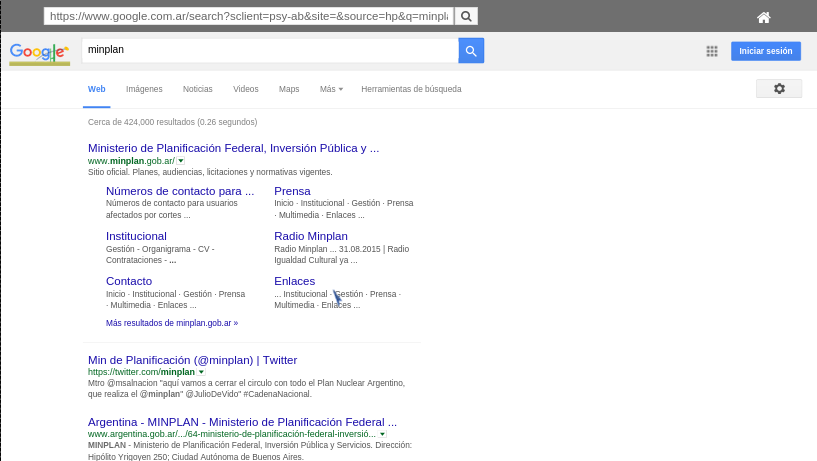 https://www.google.com.ar/search?sclient=psy-ab&site=&source=hp&q=minpl
Google
minplan
Iniciar sesión
Web Imágenes Noticias Videos Maps Más Herramientas de búsqueda
Cerca de 424,000 resultados (0.26 segundos)
Ministerio de Planificación Federal, Inversión Pública y ...
www.minplan.gob.ar/
Sitio oficial. Planes, audiencias, licitaciones y normativas vigentes.
Números de contacto para ...
Números de contacto para usuarios
afectados por cortes ...
Prensa
Inicio · Institucional · Gestión · Prensa
· Multimedia · Enlaces ...
Institucional
Gestión - Organigrama - CV -
Contrataciones - ...
Radio Minplan
Radio Minplan ... 31.08.2015 | Radio
Igualdad Cultural ya ...
Contacto
Inicio · Institucional · Gestión · Prensa
· Multimedia · Enlaces ...
Enlaces
... Institucional · Gestión · Prensa ·
Multimedia · Enlaces ...
Más resultados de minplan.gob.ar »
Min de Planificación (@minplan) | Twitter
https://twitter.com/minplan
Mtro @msalnacion "aquí vamos a cerrar el circulo con todo el Plan Nuclear Argentino,
que realiza el @minplan" @JulioDeVido" #CadenaNacional.
Argentina - MINPLAN - Ministerio de Planificación Federal ...
www.argentina.gob.ar/.../64-ministerio-de-planificación-federal-inversió...
MINPLAN - Ministerio de Planificación Federal, Inversión Pública y Servicios. Dirección:
Hipólito Yrigoyen 250; Ciudad Autónoma de Buenos Aires.